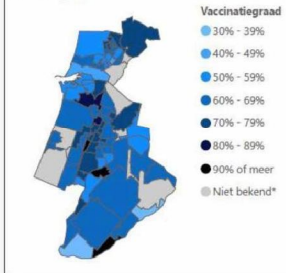 Vaccinatiegraad
30% - 39%
40% - 49%
50% - 59%
60% - 69%
70% - 79%
80% - 89%
90% of meer
Niet bekend*